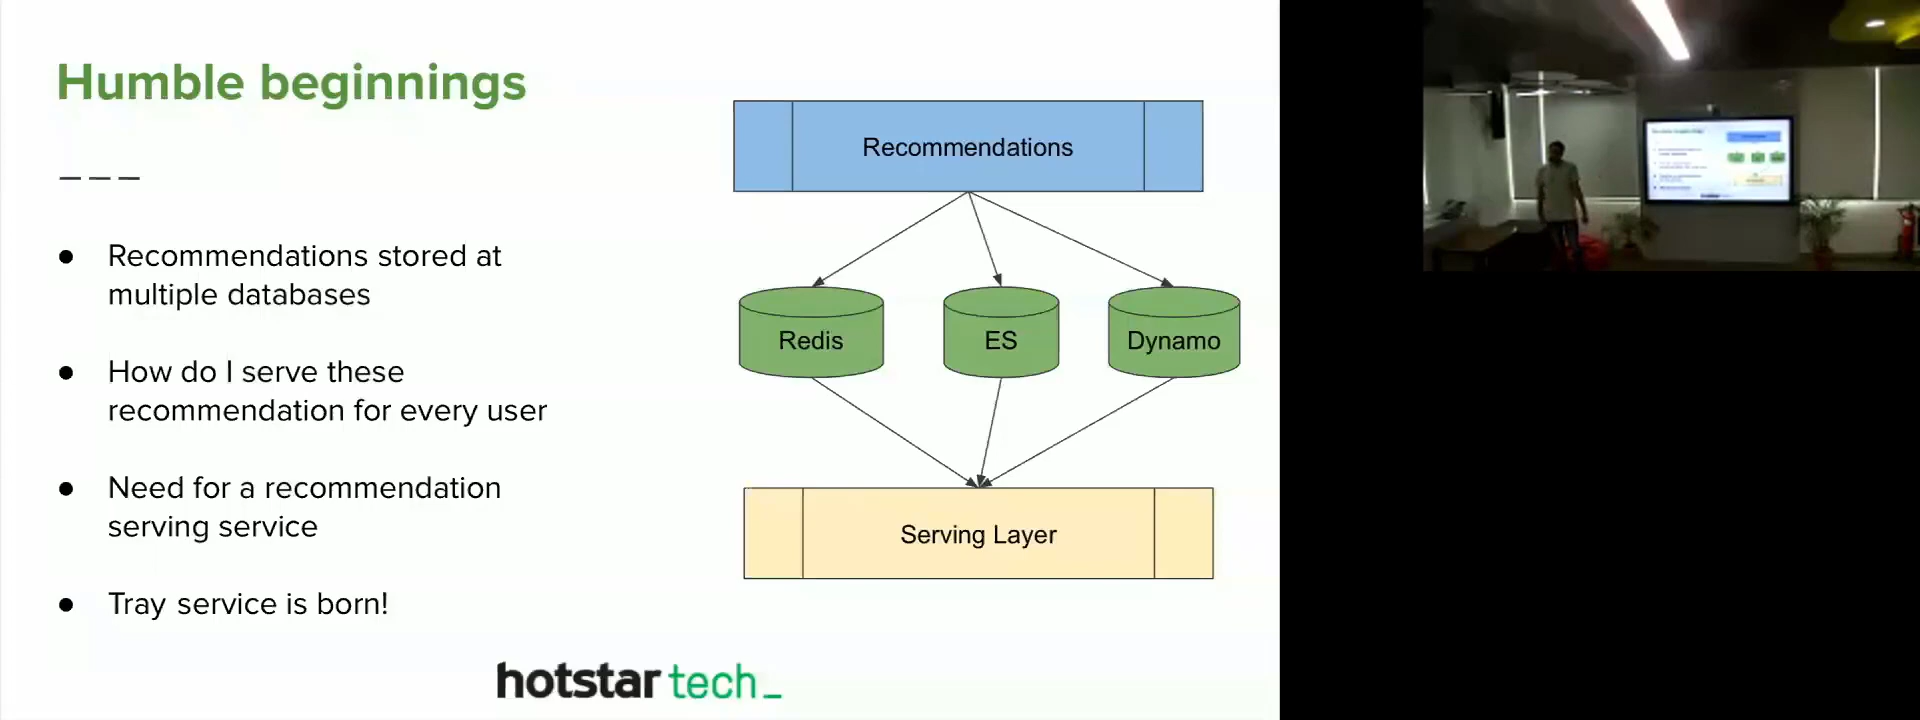 Humble beginnings
● Recommendations stored at
multiple databases
● How do I serve these
recommendation for every user
● Need for a recommendation
serving service
● Tray service is born!
Recommendations
Redis
ES
Dynamo
Serving Layer
hotstar tech_